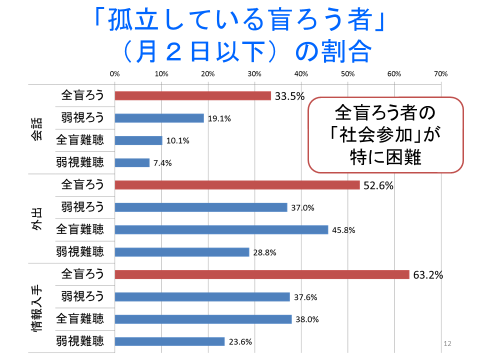 「孤立している盲ろう者」
（月２日以下）の割合
0% 10% 20% 30% 40% 50% 60% 70%
会話
全盲ろう 33.5%
弱視ろう 19.1%
全盲難聴 10.1%
弱視難聴 7.4%
全盲ろう者の
「社会参加」が
特に困難
外出
全盲ろう 52.6%
弱視ろう 37.0%
全盲難聴 45.8%
弱視難聴 28.8%
情報入手
全盲ろう 63.2%
弱視ろう 37.6%
全盲難聴 38.0%
弱視難聴 23.6%
12